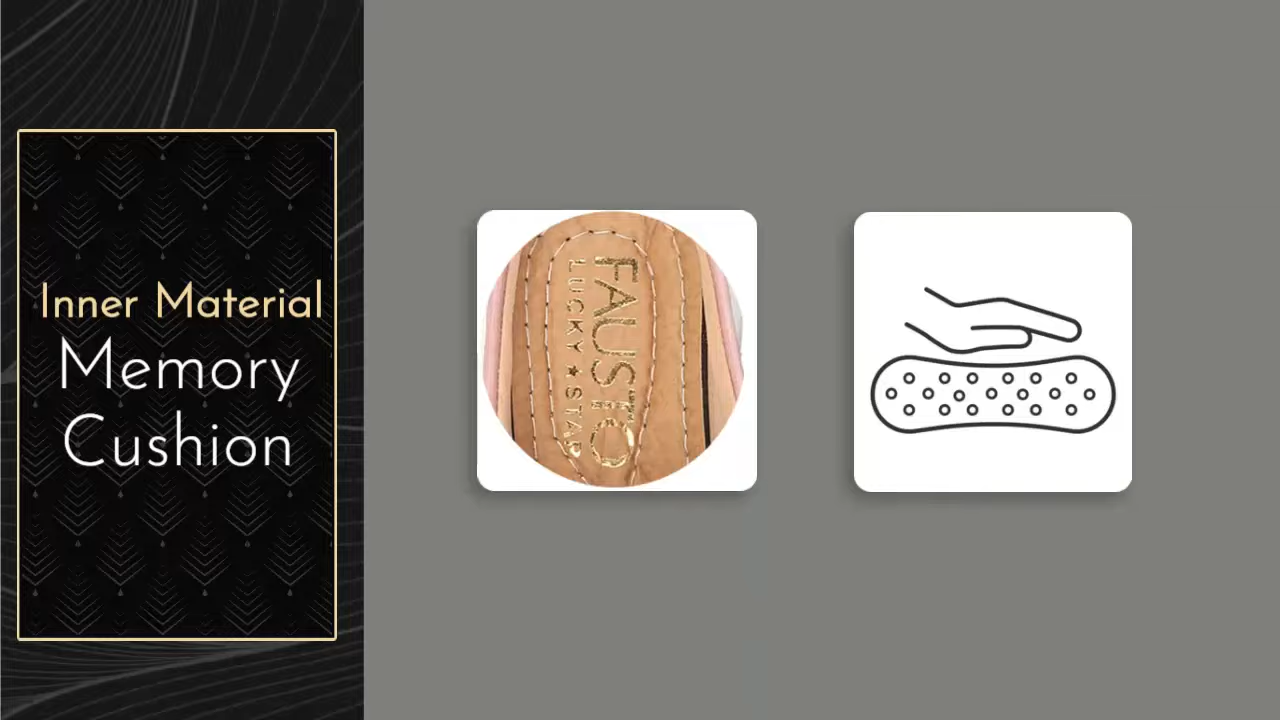 Inner Material
Memory
Cushion
FAUSTO
LUCKY ★ STAR